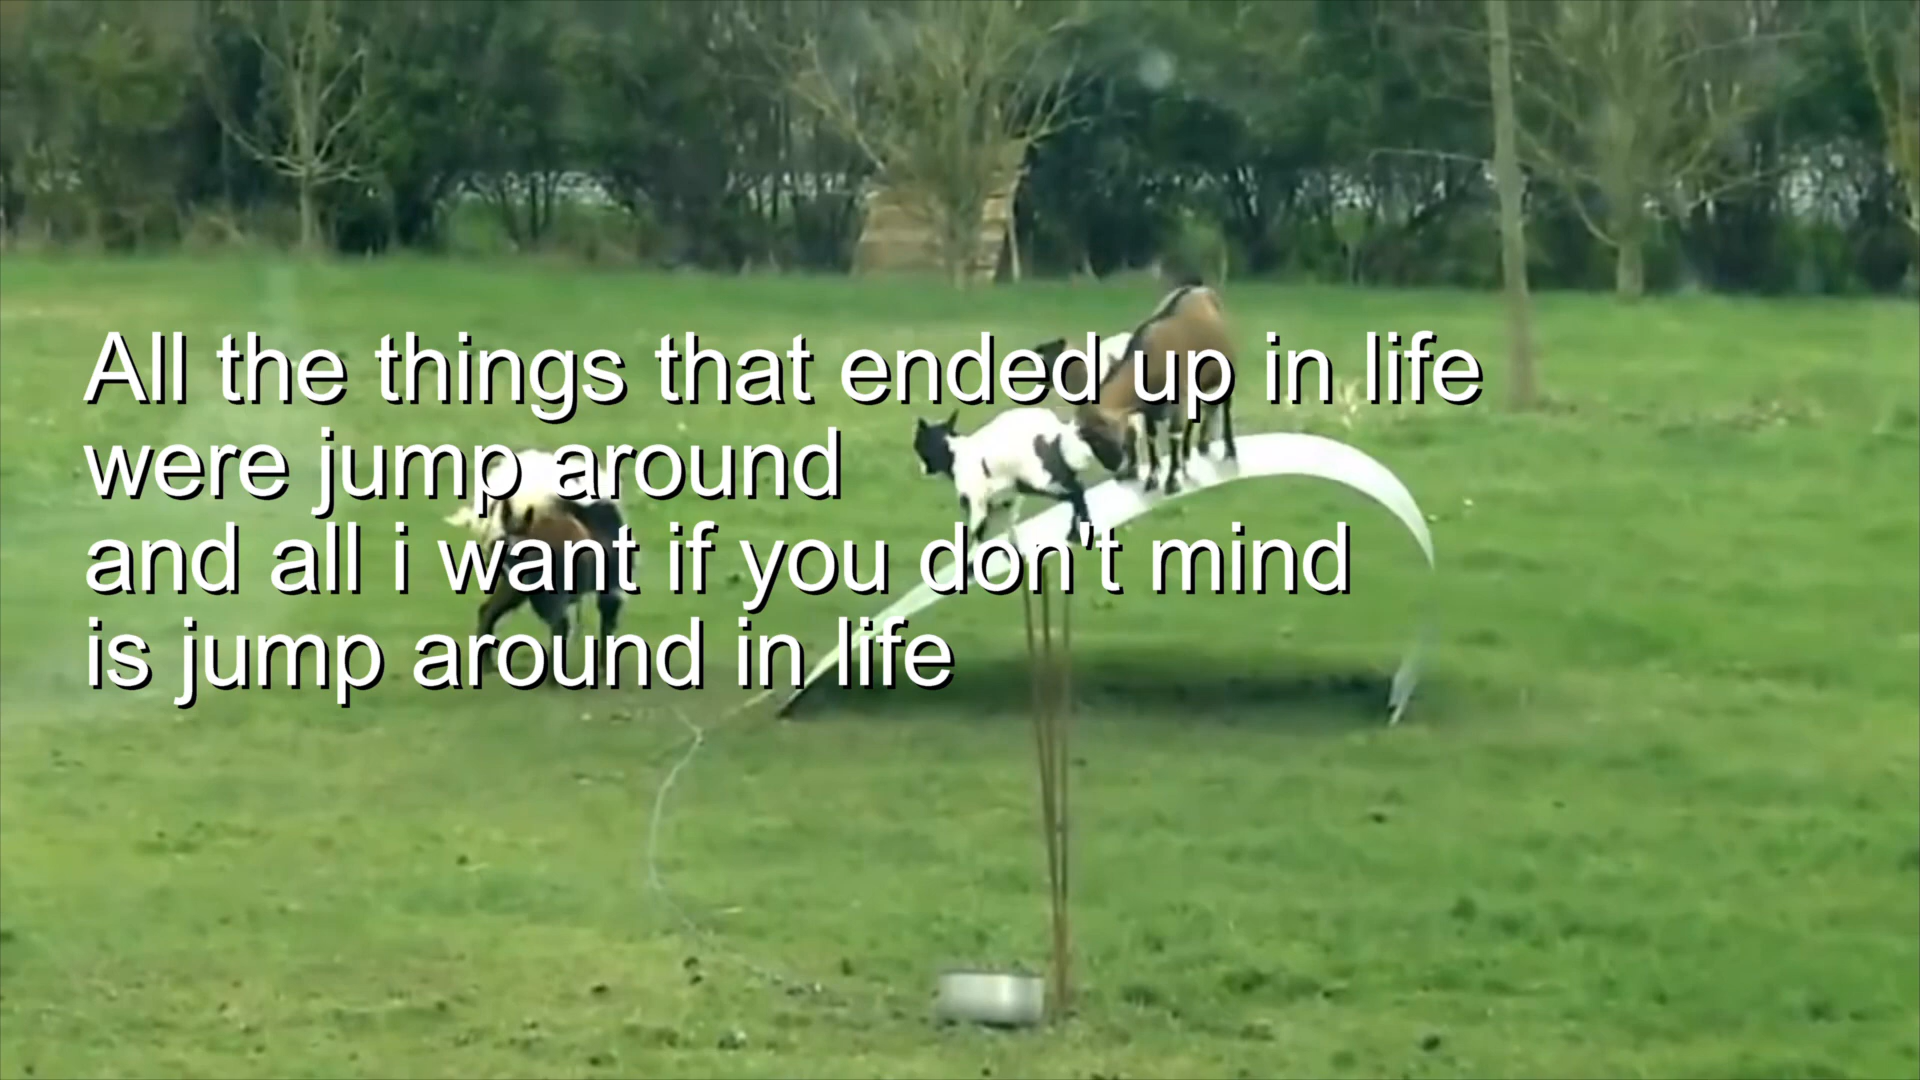 All the things that ended up in life
were jump around
and all i want if you don't mind
is jump around in life